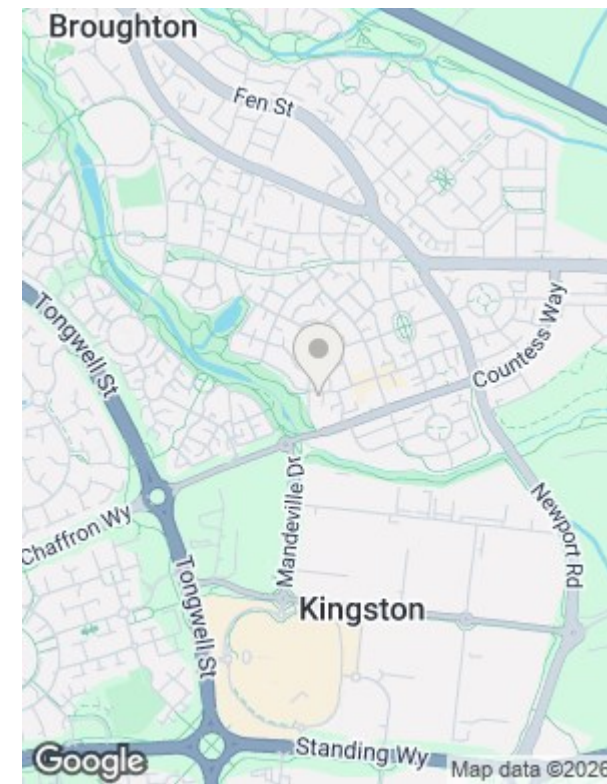 Broughton
Fen St
Tongwell St
Countess Way
Chaffron Wy
Mandeville Dr
Newport Rd
Tongwell St
Kingston
Standing Wy
Google
Map data ©2026